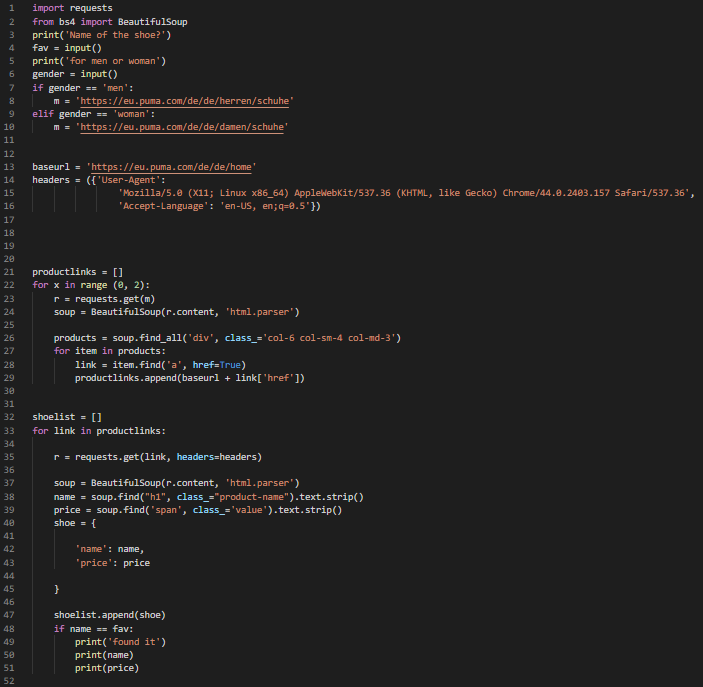 1 import requests
2 from bs4 import BeautifulSoup
3 print('Name of the shoe?')
4 fav = input()
5 print('for men or woman')
6 gender = input()
7 if gender == 'men':
8     m = 'https://eu.puma.com/de/de/herren/schuhe'
9 elif gender == 'woman':
10     m = 'https://eu.puma.com/de/de/damen/schuhe'
11
12
13 baseurl = 'https://eu.puma.com/de/de/home'
14 headers = ({'User-Agent':
15                 'Mozilla/5.0 (X11; Linux x86_64) AppleWebKit/537.36 (KHTML, like Gecko) Chrome/44.0.2403.157 Safari/537.36',
16                 'Accept-Language': 'en-US, en;q=0.5'})
17
18
19
20
21 productlinks = []
22 for x in range (0, 2):
23     r = requests.get(m)
24     soup = BeautifulSoup(r.content, 'html.parser')
25
26     products = soup.find_all('div', class_='col-6 col-sm-4 col-md-3')
27     for item in products:
28         link = item.find('a', href=True)
29         productlinks.append(baseurl + link['href'])
30
31
32 shoelist = []
33 for link in productlinks:
34
35     r = requests.get(link, headers=headers)
36
37     soup = BeautifulSoup(r.content, 'html.parser')
38     name = soup.find("h1", class_="product-name").text.strip()
39     price = soup.find('span', class_='value').text.strip()
40     shoe = {
41
42         'name': name,
43         'price': price
44
45     }
46
47     shoelist.append(shoe)
48     if name == fav:
49         print('found it')
50         print(name)
51         print(price)
52